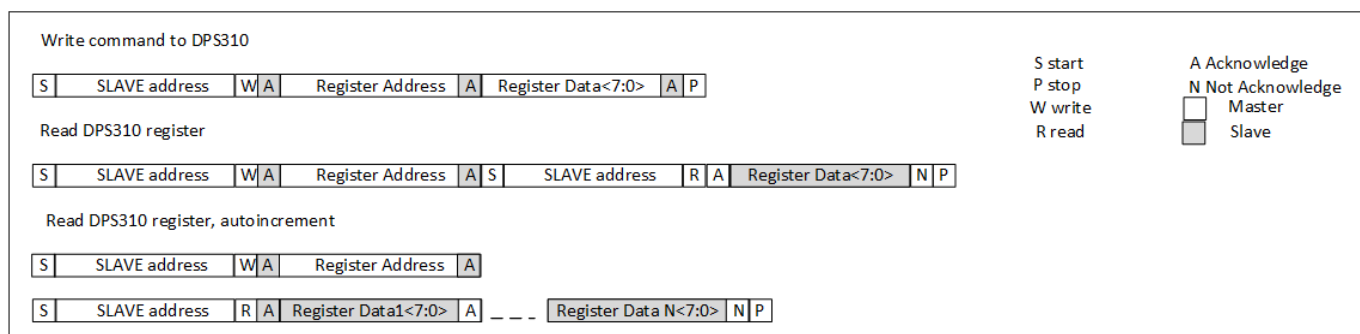 Write command to DPS310
S SLAVE address W A Register Address A Register Data<7:0> A P
Read DPS310 register
S SLAVE address W A Register Address A S SLAVE address R A Register Data<7:0> N P
Read DPS310 register, autoincrement
S SLAVE address W A Register Address A
S SLAVE address R A Register Data1<7:0> A _ _ _ Register Data N<7:0> N P
S start A Acknowledge
P stop N Not Acknowledge
W write Master
R read Slave